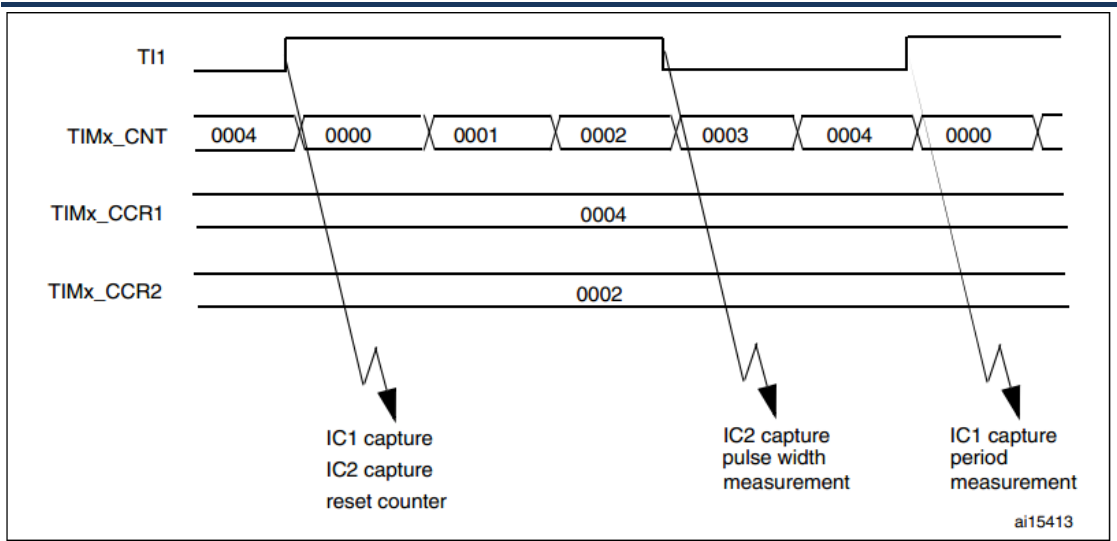 TI1
TIMx_CNT 0004 0000 0001 0002 0003 0004 0000
TIMx_CCR1 0004
TIMx_CCR2 0002
IC1 capture
IC2 capture
reset counter
IC2 capture
pulse width
measurement
IC1 capture
period
measurement
ai15413